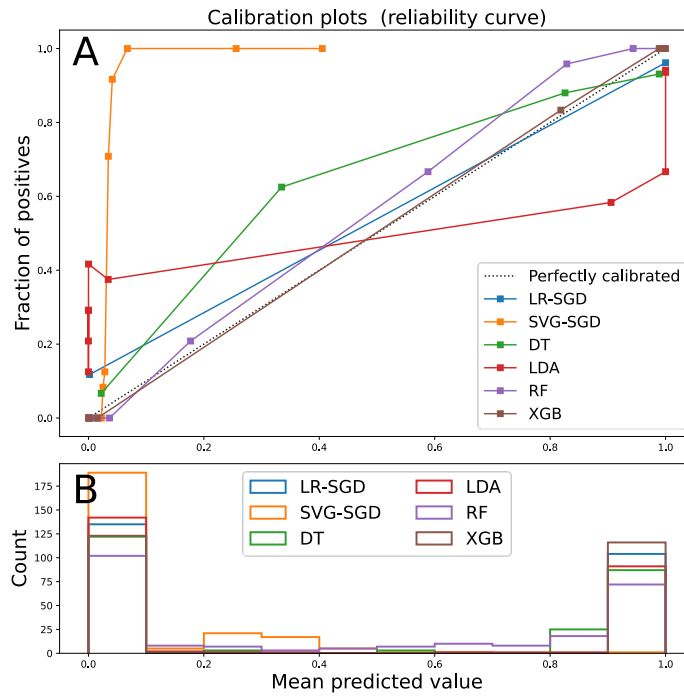 Calibration plots (reliability curve)
A
Fraction of positives
1.0
0.8
0.6
0.4
0.2
0.0
Perfectly calibrated
LR-SGD
SVG-SGD
DT
LDA
RF
XGB
0.0 0.2 0.4 0.6 0.8 1.0
B
Count
175
150
125
100
75
50
25
0
LR-SGD LDA
SVG-SGD RF
DT XGB
0.0 0.2 0.4 0.6 0.8 1.0
Mean predicted value